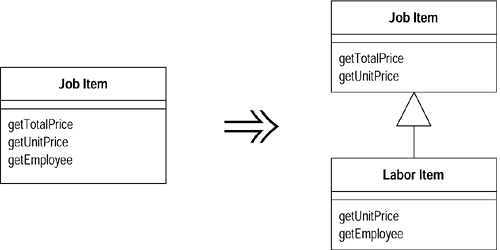 Job Item
getTotalPrice
getUnitPrice
getEmployee
Job Item
getTotalPrice
getUnitPrice
Labor Item
getUnitPrice
getEmployee